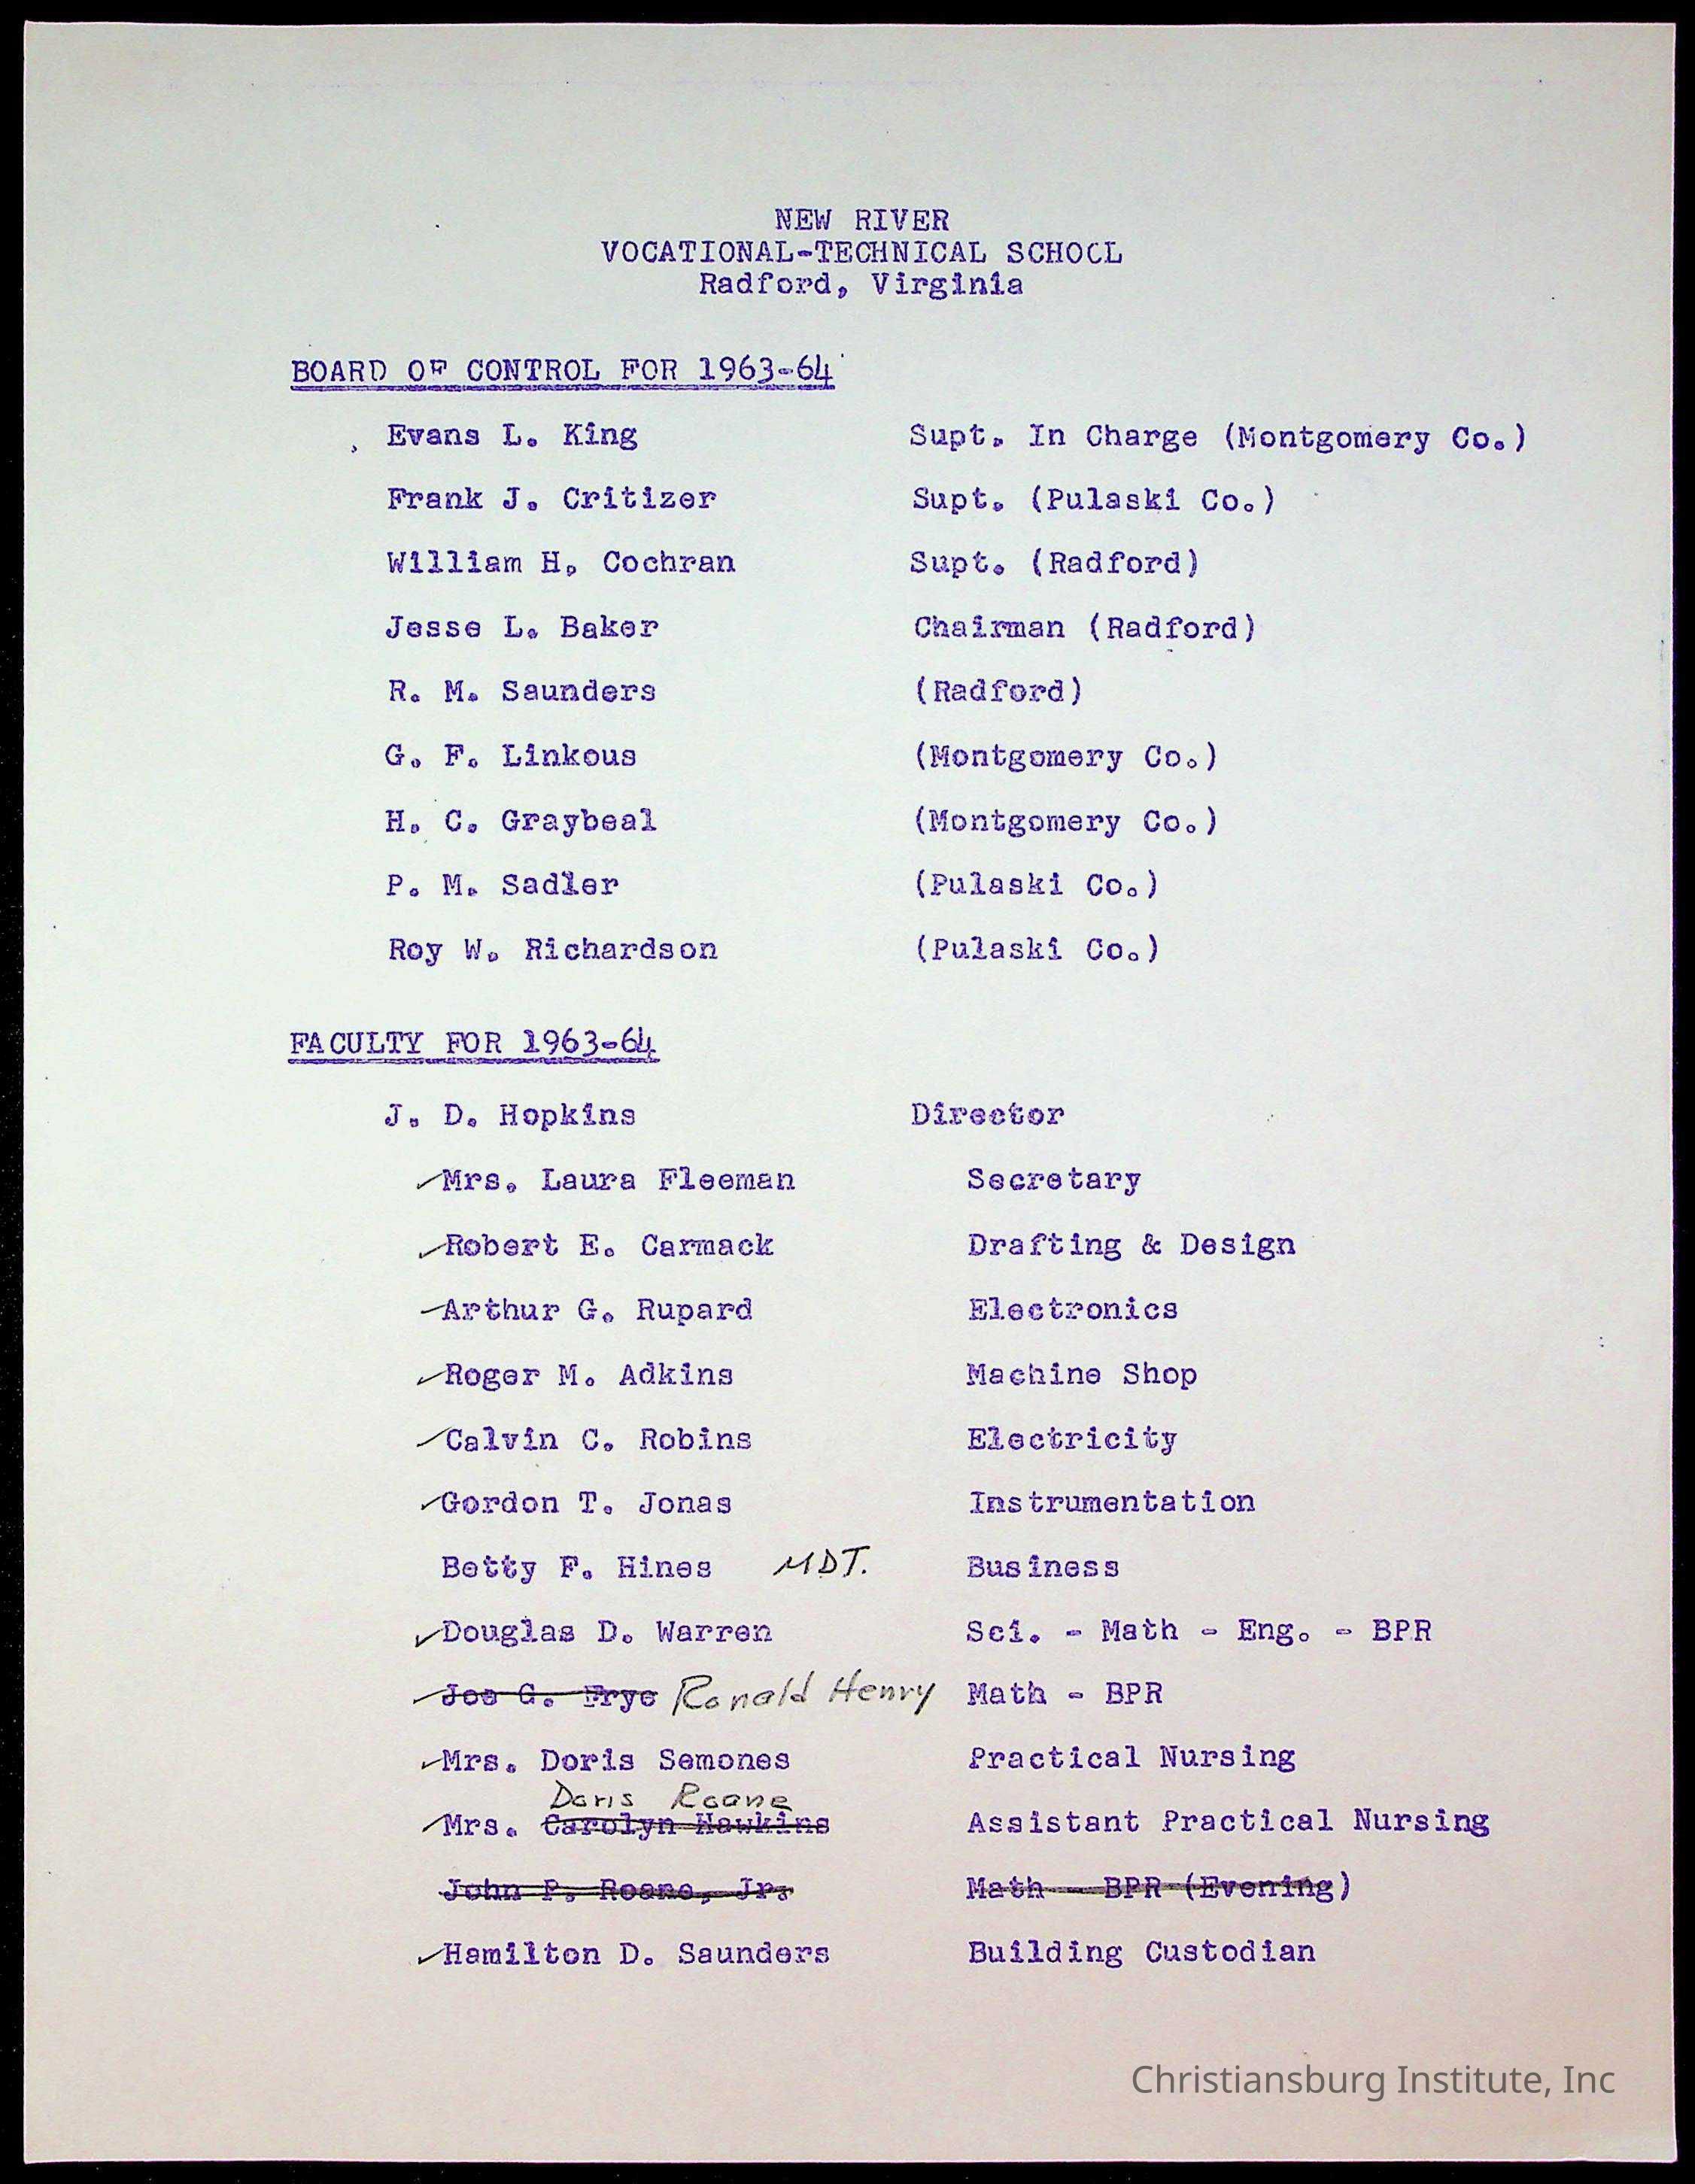 NEW RIVER
VOCATIONAL-TECHNICAL SCHOOL
Radford, Virginia
BOARD OF CONTROL FOR 1963-64
Evans L. King Supt. In Charge (Montgomery Co.)
Frank J. Critizer Supt. (Pulaski Co.)
William H. Cochran Supt. (Radford)
Jesse L. Baker Chairman (Radford)
R. M. Saunders (Radford)
G. F. Linkous (Montgomery Co.)
H. C. Graybeal (Montgomery Co.)
P. M. Sadler (Pulaski Co.)
Roy W. Richardson (Pulaski Co.)
FACULTY FOR 1963-64
J. D. Hopkins Director
✓Mrs. Laura Fleeman Secretary
✓Robert E. Carmack Drafting & Design
✓Arthur G. Rupard Electronics
✓Roger M. Adkins Machine Shop
✓Calvin C. Robins Electricity
✓Gordon T. Jonas Instrumentation
Betty F. Hines MDT. Business
✓Douglas D. Warren Sci. - Math - Eng. - BPR
✓Joe G. Frye Ronald Henry Math - BPR
✓Mrs. Doris Semones Practical Nursing
Doris Roane
✓Mrs. Carolyn Hawkins Assistant Practical Nursing
John P. Roane, Jr. Math - BPR (Evening)
✓Hamilton D. Saunders Building Custodian
Christiansburg Institute, Inc